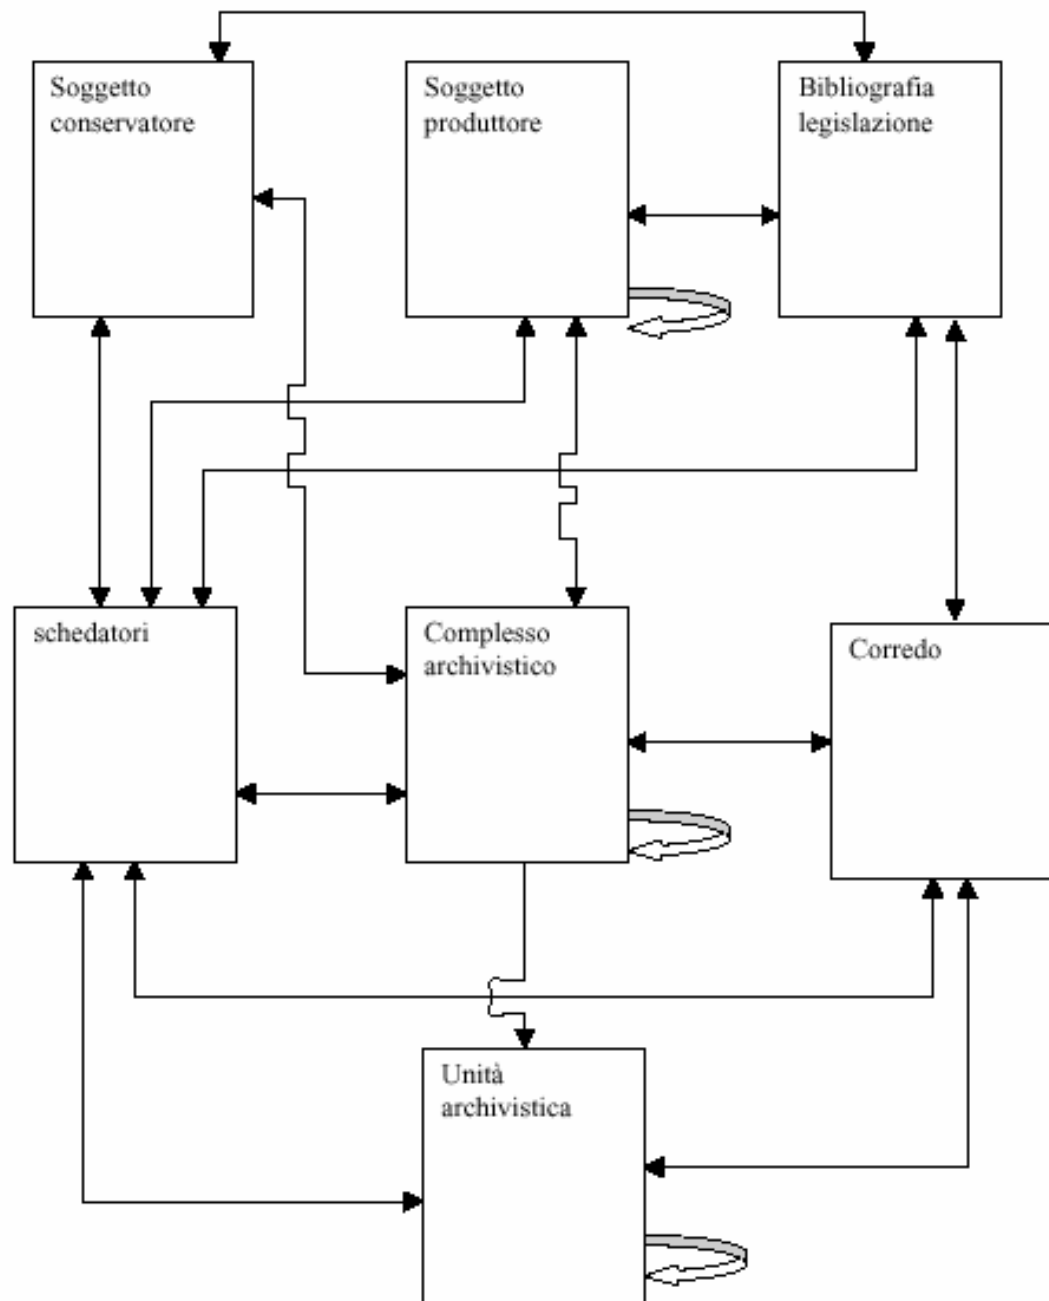 Soggetto
conservatore
Soggetto
produttore
Bibliografia
legislazione
schedatori
Complesso
archivistico
Corredo
Unità
archivistica